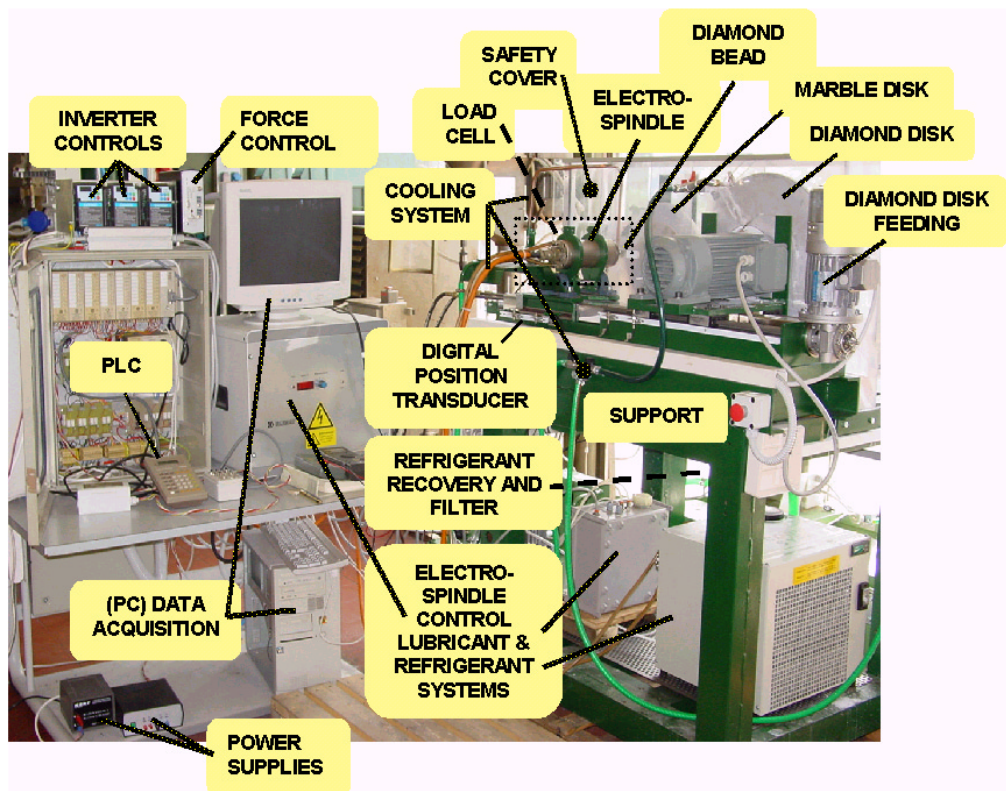 DIAMOND
BEAD
SAFETY
COVER
MARBLE DISK
ELECTRO-
SPINDLE
INVERTER
CONTROLS
FORCE
CONTROL
LOAD
CELL
DIAMOND DISK
COOLING
SYSTEM
DIAMOND DISK
FEEDING
PLC
DIGITAL
POSITION
TRANSDUCER
SUPPORT
REFRIGERANT
RECOVERY AND
FILTER
(PC) DATA
ACQUISITION
ELECTRO-
SPINDLE
CONTROL
LUBRICANT &
REFRIGERANT
SYSTEMS
POWER
SUPPLIES